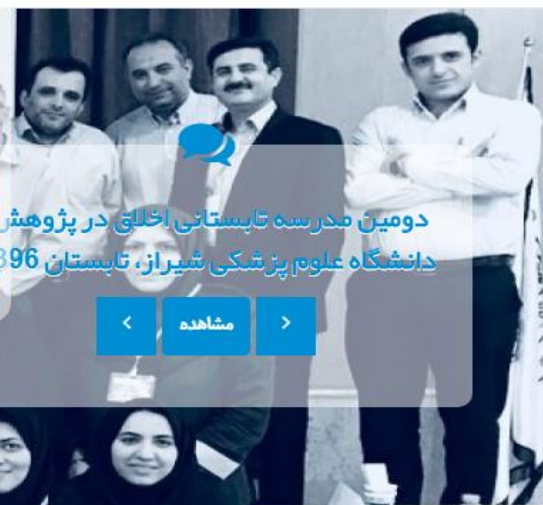 دومین مدرسه تابستانی اخلاق در پژوهش
دانشگاه علوم پزشکی شیراز، تابستان 396
مشاهده